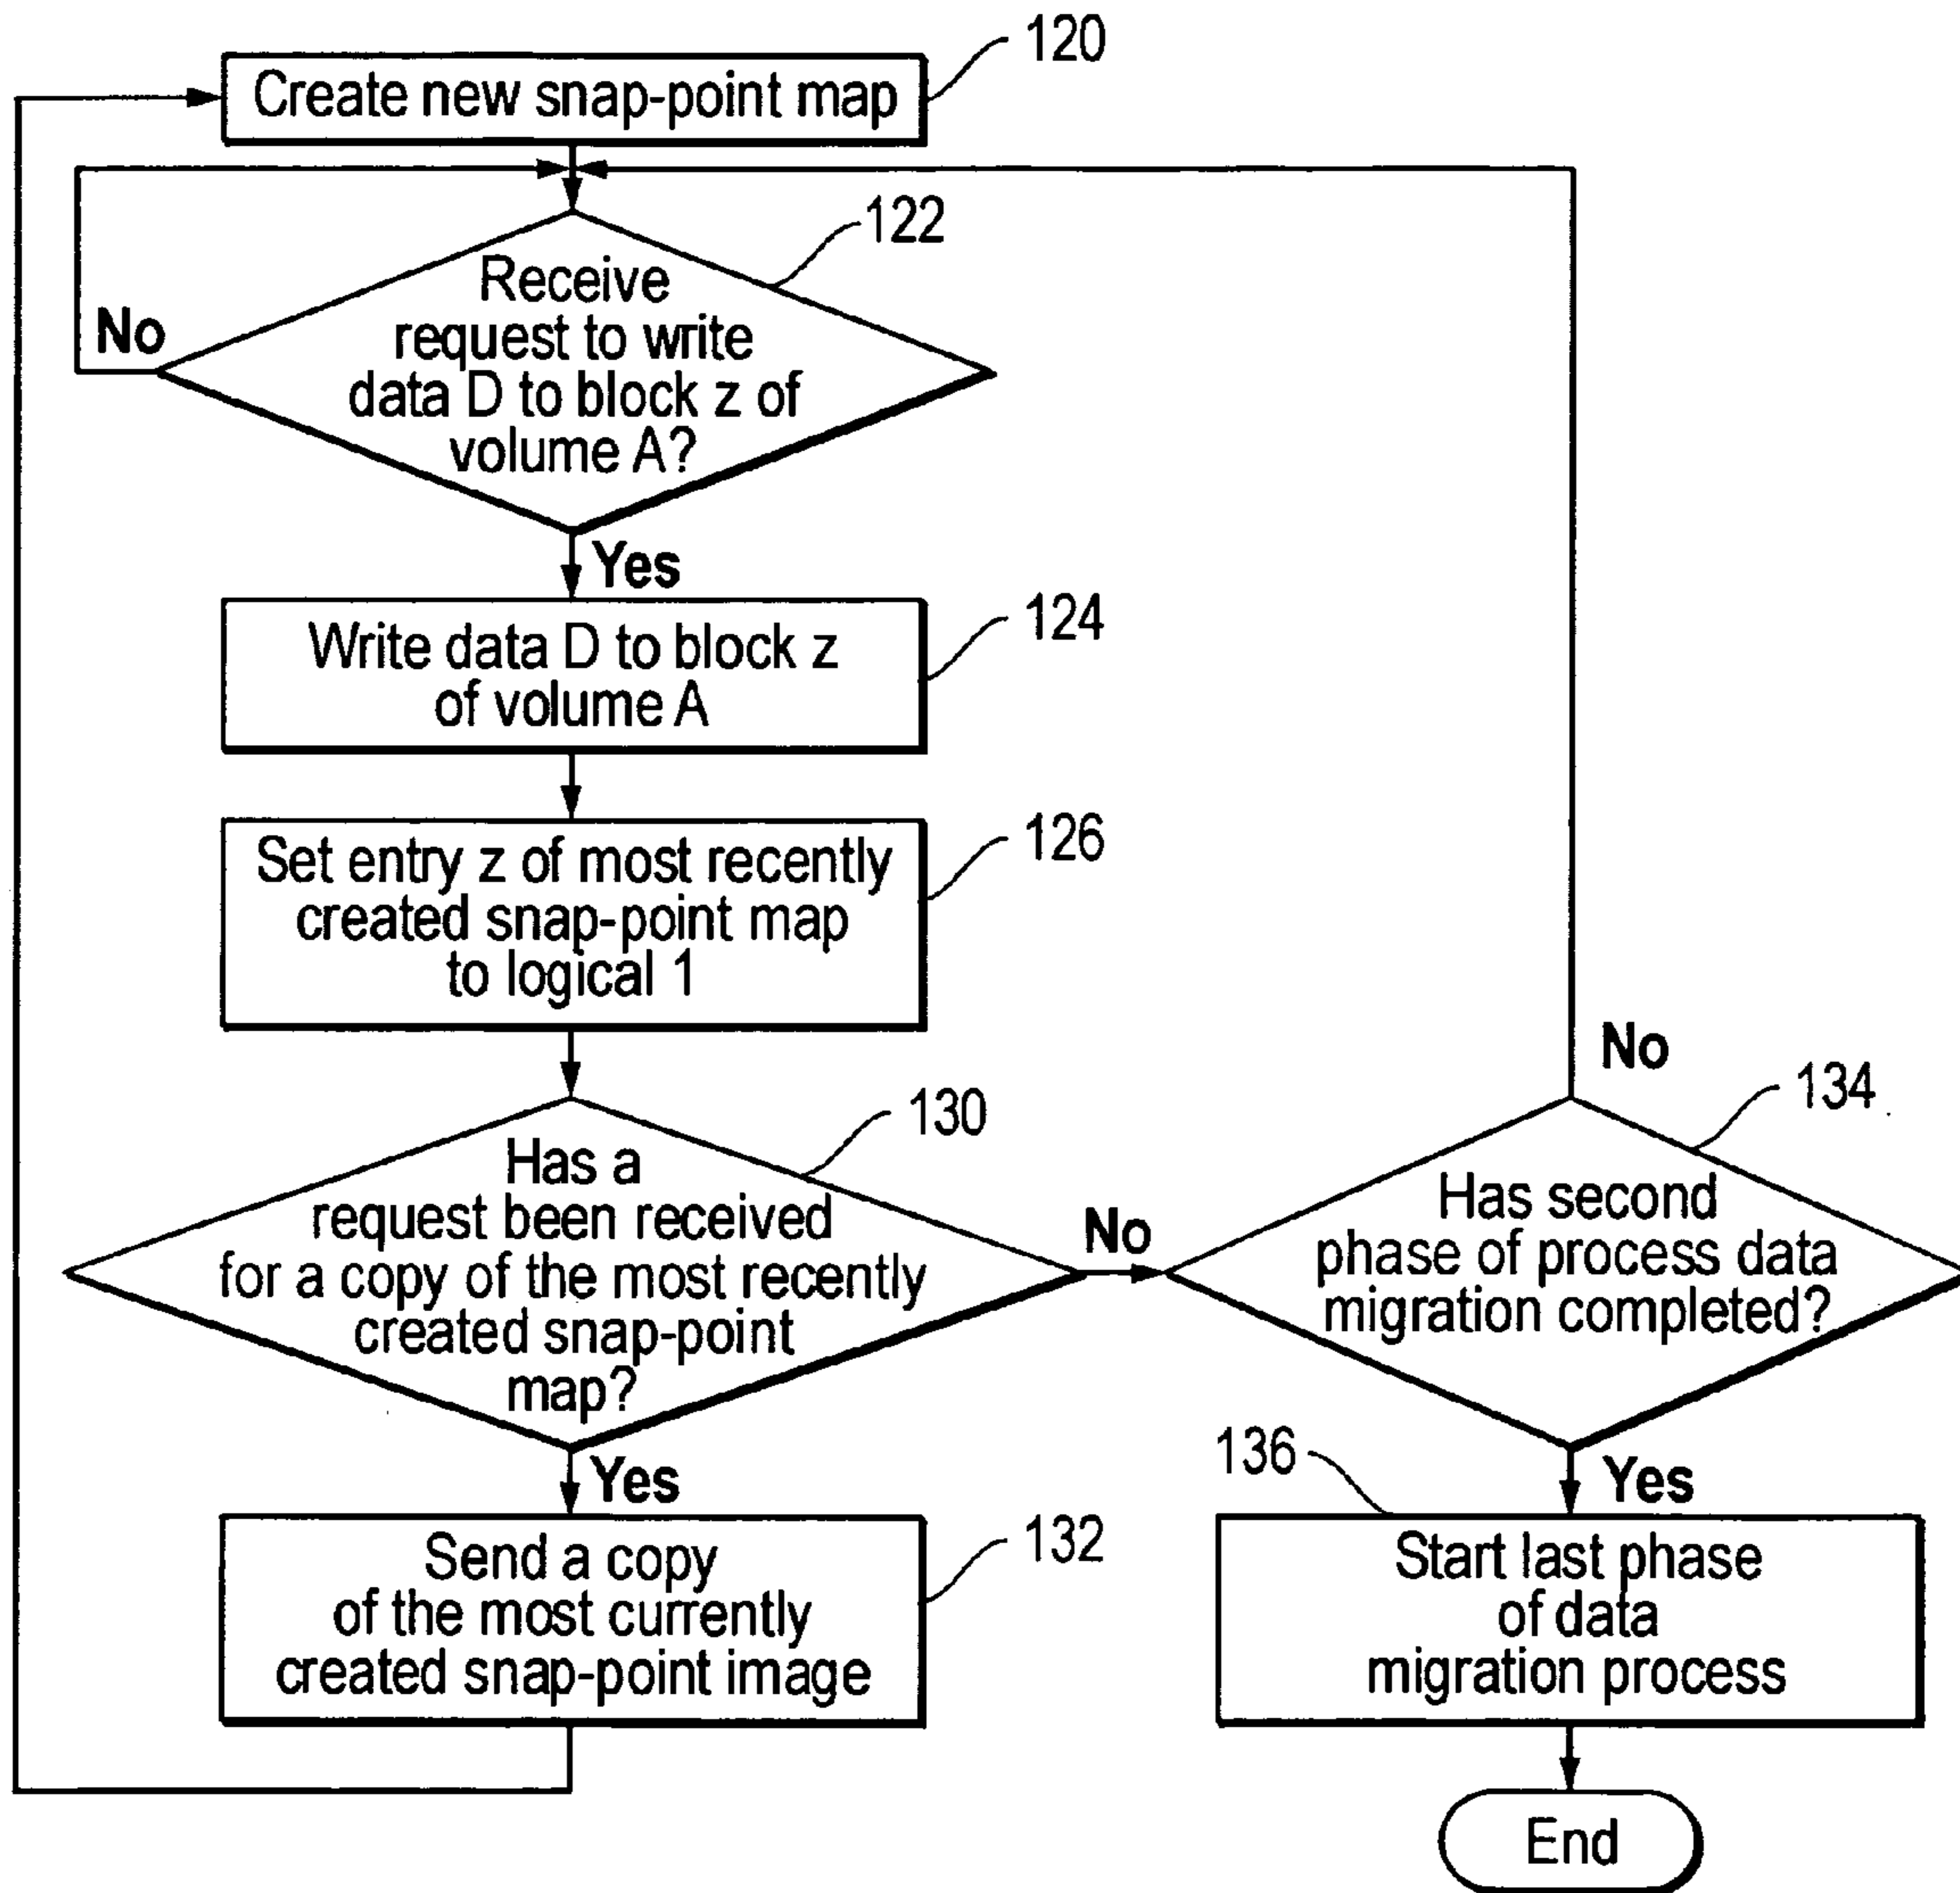 120
Create new snap-point map
122
Receive
request to write
data D to block z of
volume A?
No
Yes
124
Write data D to block z
of volume A
126
Set entry z of most recently
created snap-point map
to logical 1
130
Has a
request been received
for a copy of the most recently
created snap-point
map?
No
Yes
132
Send a copy
of the most currently
created snap-point image
No
134
Has second
phase of process data
migration completed?
Yes
136
Start last phase
of data
migration process
End